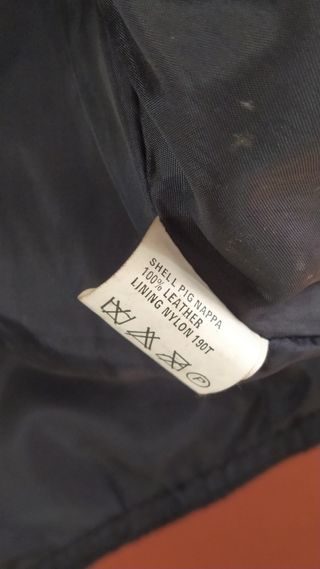 SHELL PIG NAPPA
100% LEATHER
LINING NYLON 190T
P